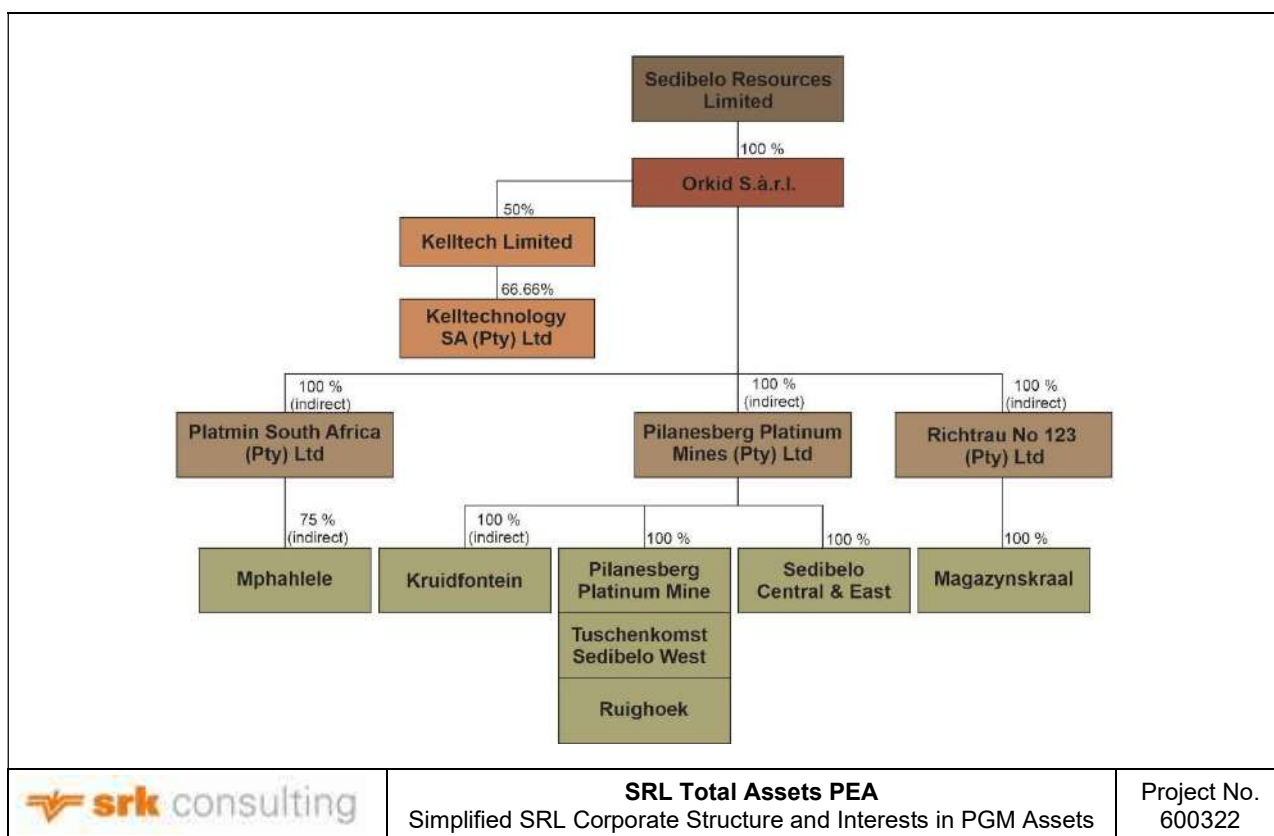 Sedibelo Resources
Limited
100 %
Orkid S.à.r.l.
50%
Kelltech Limited
66.66%
Kelltechnology
SA (Pty) Ltd
100 %
(indirect)
100 %
(indirect)
100 %
(indirect)
Platmin South Africa
(Pty) Ltd
Pilanesberg Platinum
Mines (Pty) Ltd
Richtrau No 123
(Pty) Ltd
75 %
(indirect)
100 %
(indirect)
100 %
100 %
100 %
Mphahlele
Kruidfontein
Pilanesberg
Platinum Mine
Sedibelo
Central & East
Magazynskraal
Tuschenkomst
Sedibelo West
Ruighoek
srk consulting
SRL Total Assets PEA
Simplified SRL Corporate Structure and Interests in PGM Assets
Project No.
600322